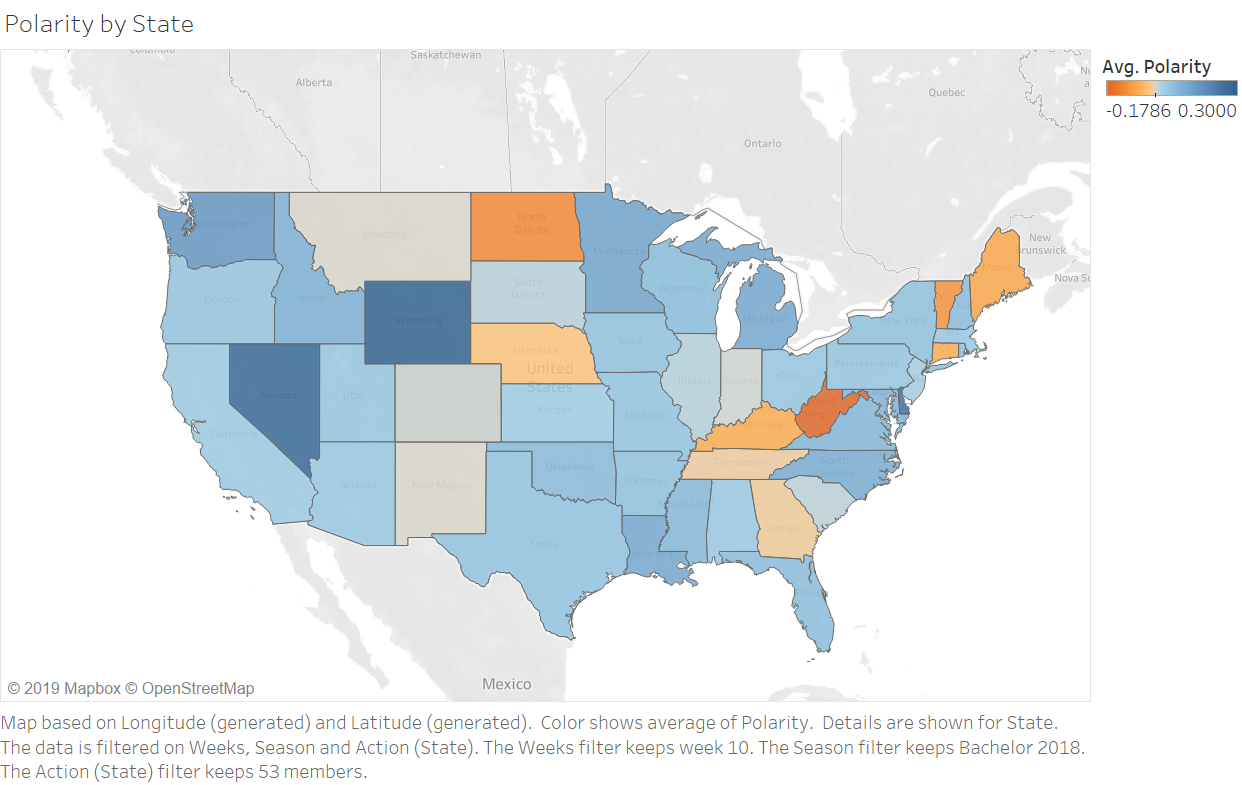 Polarity by State
Columbia
Saskatchewan
Alberta
Quebec
Ontario
Avg. Polarity
-0.1786 0.3000
Washington
Montana
North
Dakota
Minnesota
Maine
New
Brunswick
Oregon
Idaho
South
Dakota
Wisconsin
Michigan
VT
New York
Wyoming
Nebraska
United
States
Iowa
Illinois
Indiana
Ohio
Pennsylvania
Nevada
Utah
Kansas
Missouri
West
Virginia
Kentucky
California
Arizona
New Mexico
Oklahoma
Arkansas
Tennessee
North
Carolina
Mississippi
Georgia
Texas
Louisiana
Florida
Mexico
© 2019 Mapbox © OpenStreetMap
Map based on Longitude (generated) and Latitude (generated).  Color shows average of Polarity.  Details are shown for State.
The data is filtered on Weeks, Season and Action (State). The Weeks filter keeps week 10. The Season filter keeps Bachelor 2018.
The Action (State) filter keeps 53 members.